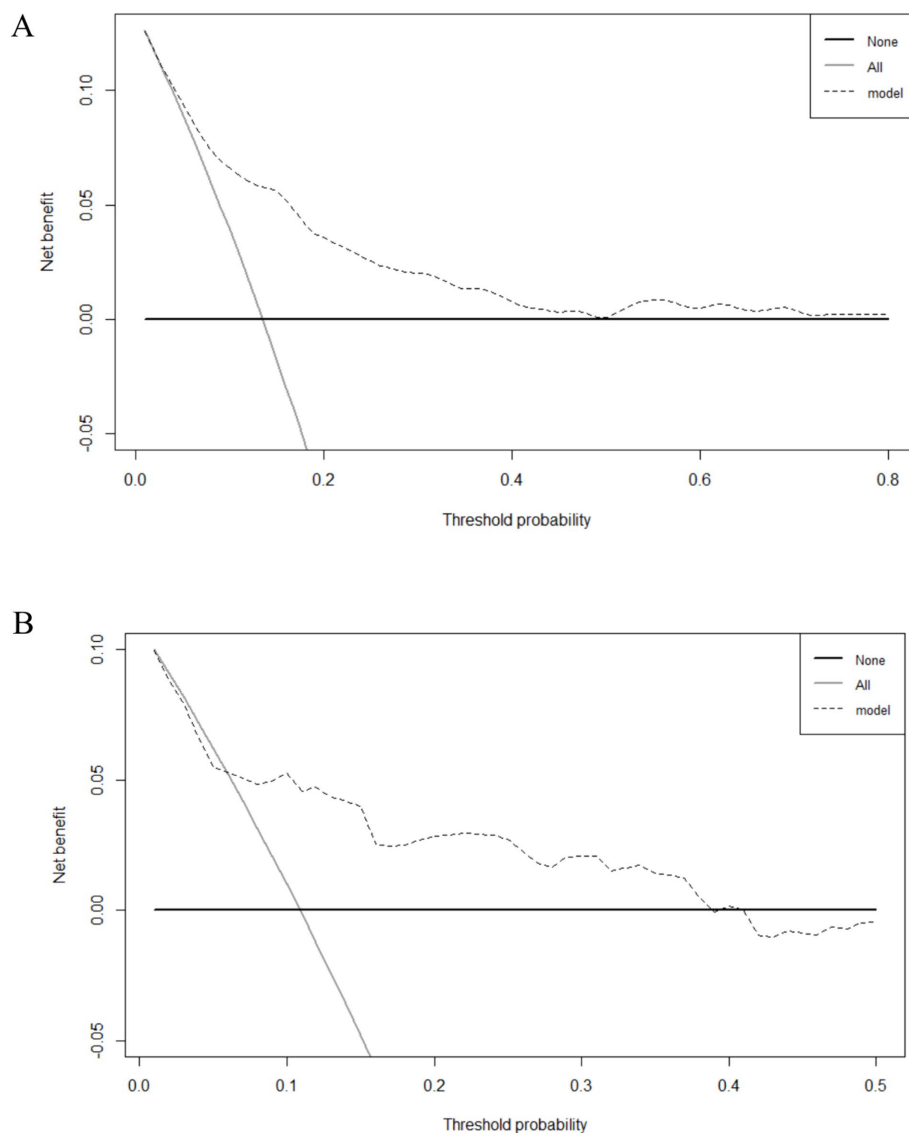 A
None
All
model
Net benefit
0.10
0.05
0.00
-0.05
0.0 0.2 0.4 0.6 0.8
Threshold probability
B
None
All
model
Net benefit
0.10
0.05
0.00
-0.05
0.0 0.1 0.2 0.3 0.4 0.5
Threshold probability